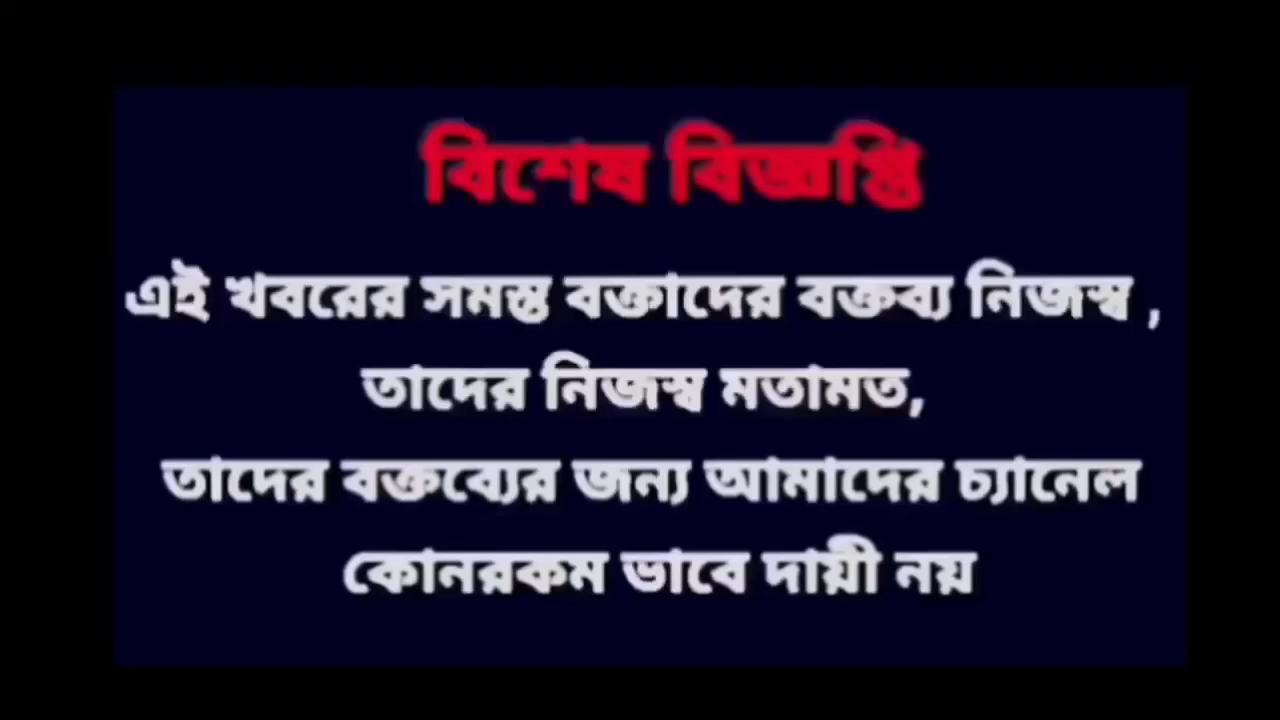 বিশেষ বিজ্ঞপ্তি
এই খবরের সমস্ত বক্তাদের বক্তব্য নিজস্ব ,
তাদের নিজস্ব মতামত,
তাদের বক্তব্যের জন্য আমাদের চ্যানেল
কোনরকম ভাবে দায়ী নয়